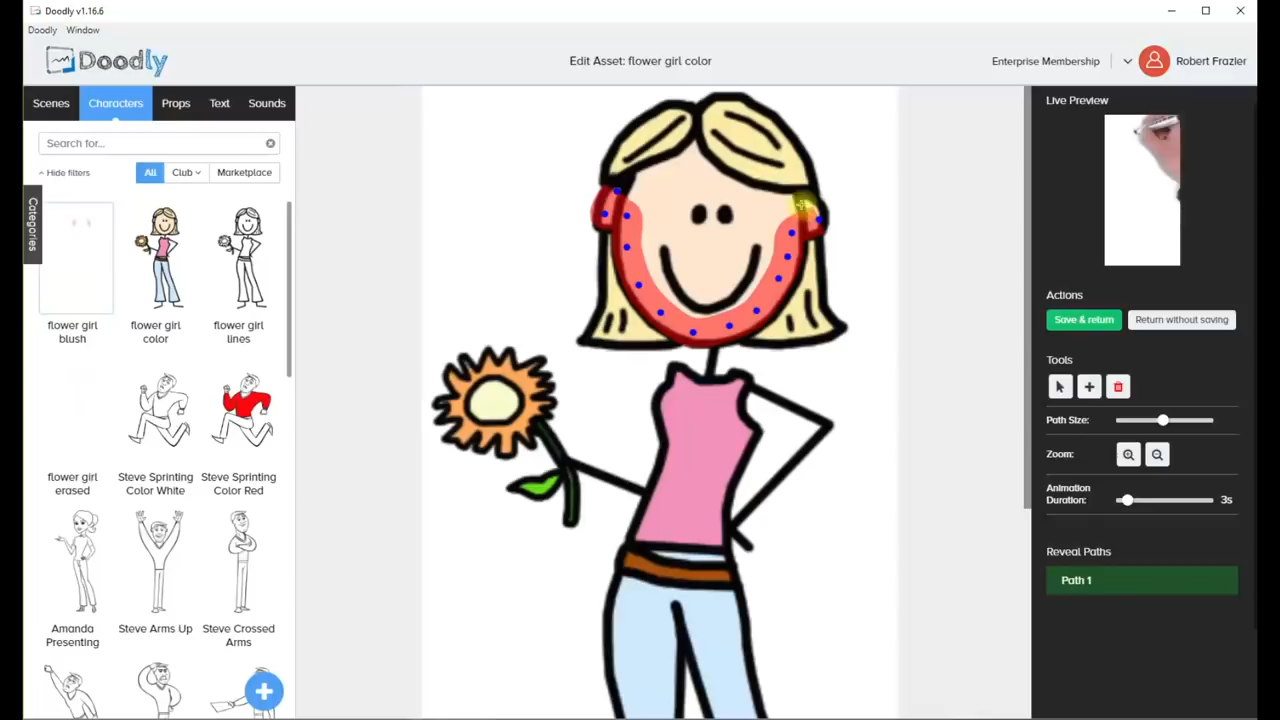 Doodly v1.16.6
Doodly Window
Doodly
Edit Asset: flower girl color
Enterprise Membership
Robert Frazier
Scenes Characters Props Text Sounds
Search for...
Hide filters
All Club Marketplace
Categories
flower girl blush
flower girl color
flower girl lines
flower girl erased
Steve Sprinting Color White
Steve Sprinting Color Red
Amanda Presenting
Steve Arms Up
Steve Crossed Arms
Live Preview
Actions
Save & return Return without saving
Tools
Path Size:
Zoom:
Animation Duration: 3s
Reveal Paths
Path 1